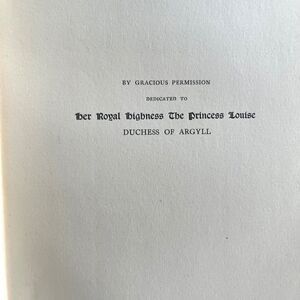 BY GRACIOUS PERMISSION
DEDICATED TO
Her Royal Highness The Princess Louise
DUCHESS OF ARGYLL